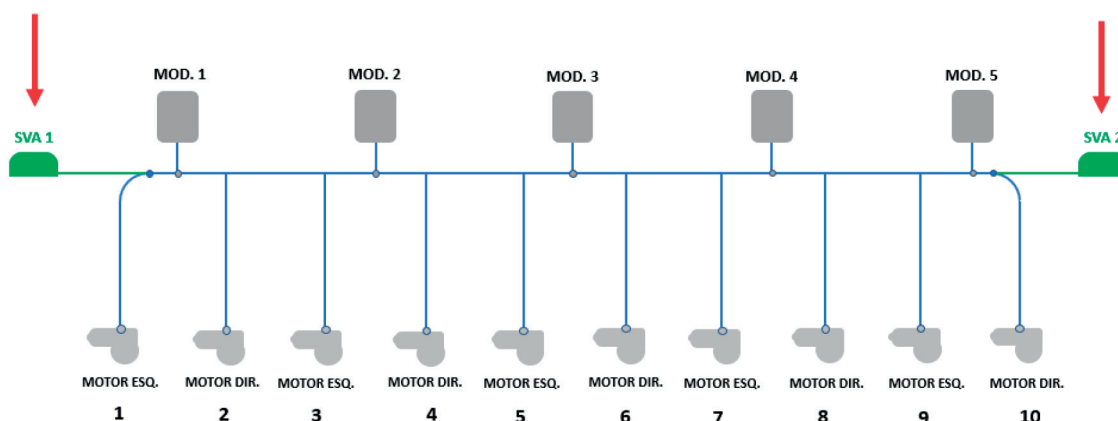 MOD. 1 MOD. 2 MOD. 3 MOD. 4 MOD. 5
SVA 1 SVA 2
MOTOR ESQ. MOTOR DIR. MOTOR ESQ. MOTOR DIR. MOTOR ESQ. MOTOR DIR. MOTOR ESQ. MOTOR DIR. MOTOR ESQ. MOTOR DIR.
1 2 3 4 5 6 7 8 9 10